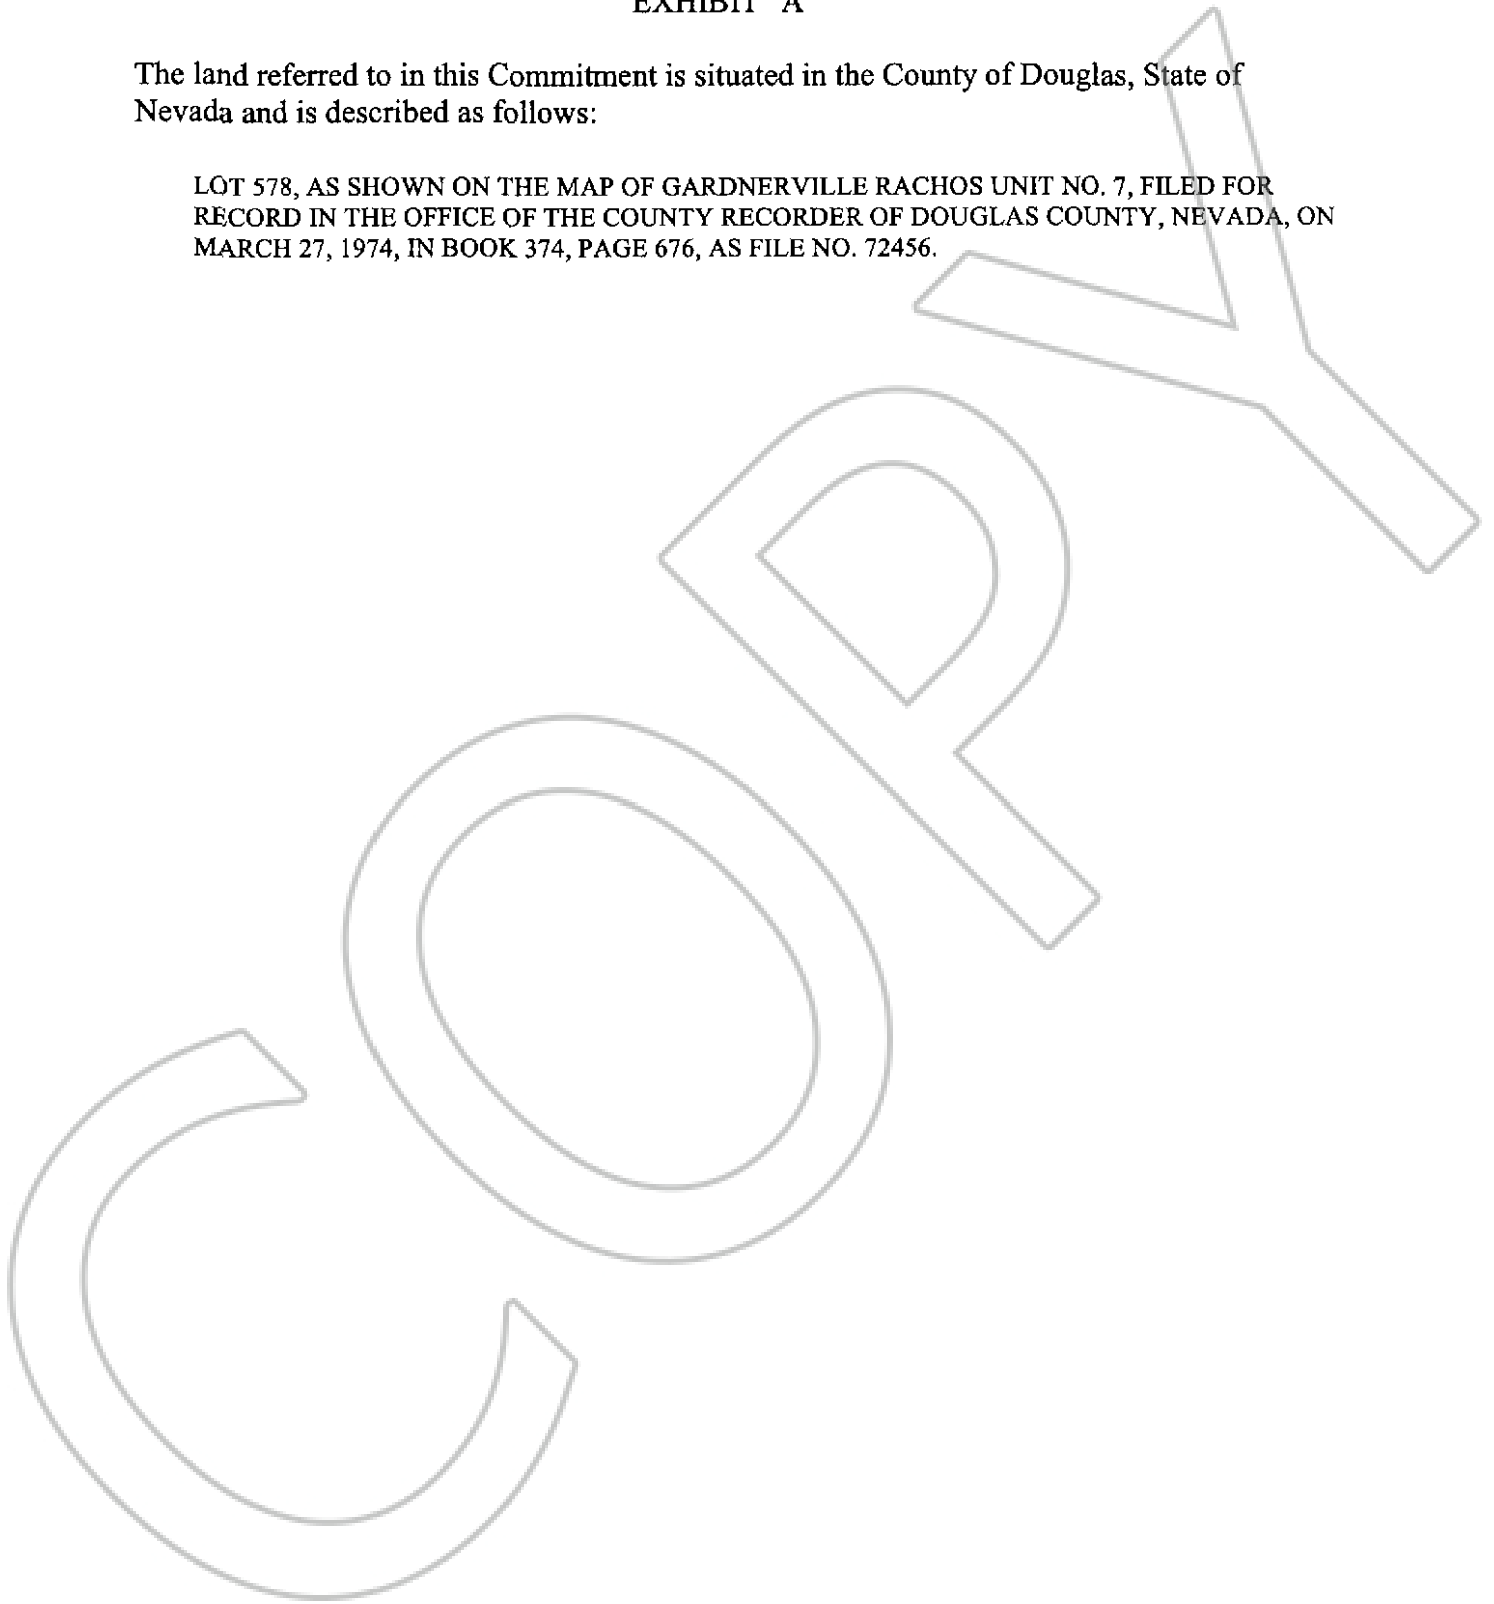 EXHIBIT A
The land referred to in this Commitment is situated in the County of Douglas, State of
Nevada and is described as follows:
LOT 578, AS SHOWN ON THE MAP OF GARDNERVILLE RACHOS UNIT NO. 7, FILED FOR
RECORD IN THE OFFICE OF THE COUNTY RECORDER OF DOUGLAS COUNTY, NEVADA, ON
MARCH 27, 1974, IN BOOK 374, PAGE 676, AS FILE NO. 72456.
COPY